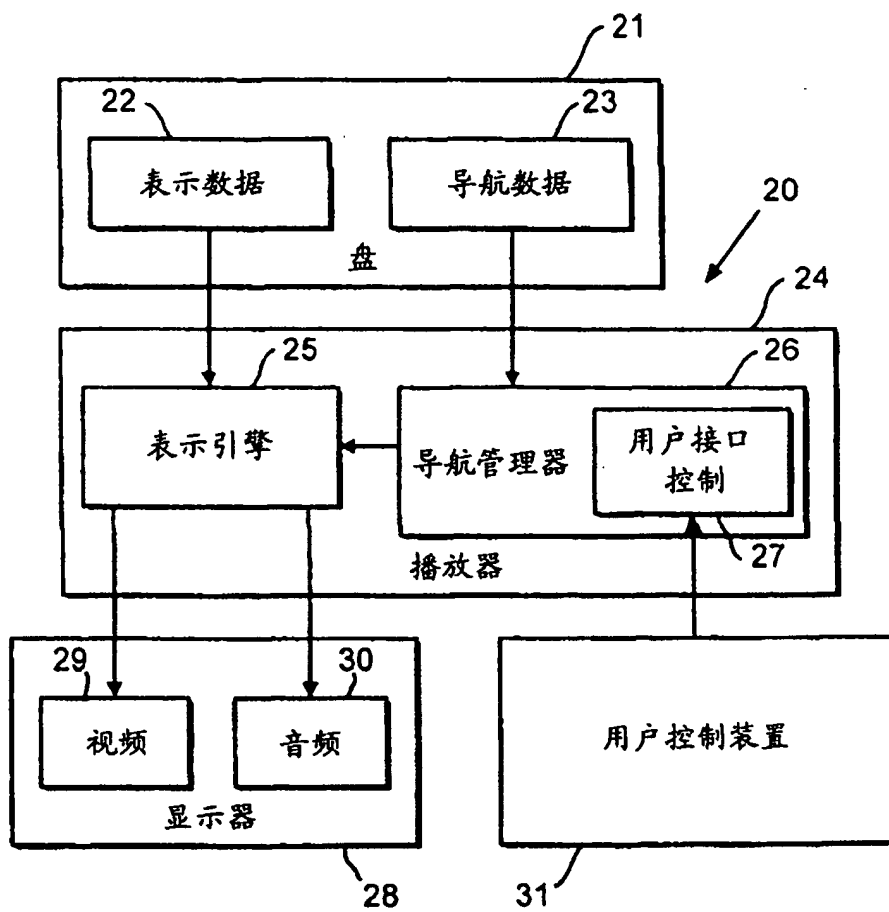 21
22
23
表示数据
导航数据
盘
20
24
25
26
表示引擎
导航管理器
用户接口
控制
27
播放器
29
30
视频
音频
显示器
用户控制装置
28
31